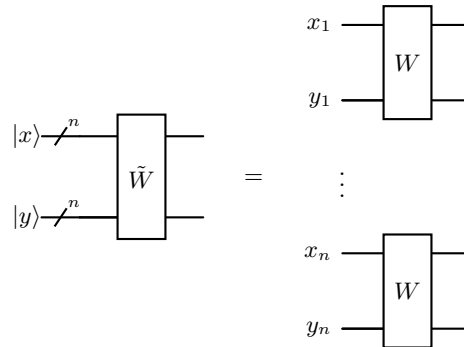 x₁
W
y₁
|x⟩ n
W̃
|y⟩ n
=
⋮
xₙ
W
yₙ